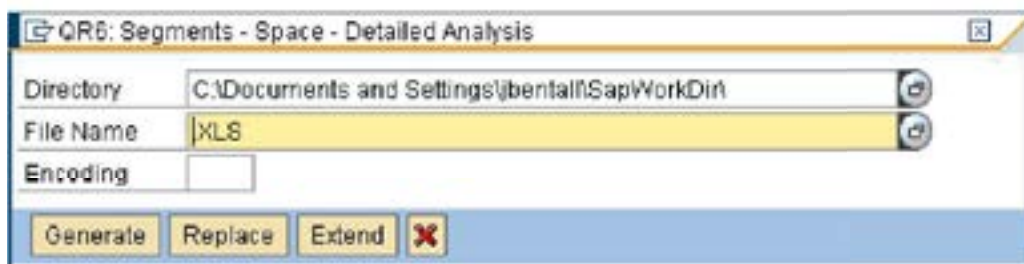 QR6: Segments - Space - Detailed Analysis
Directory C:\Documents and Settings\jbentall\SapWorkDir\
File Name .XLS
Encoding
Generate Replace Extend